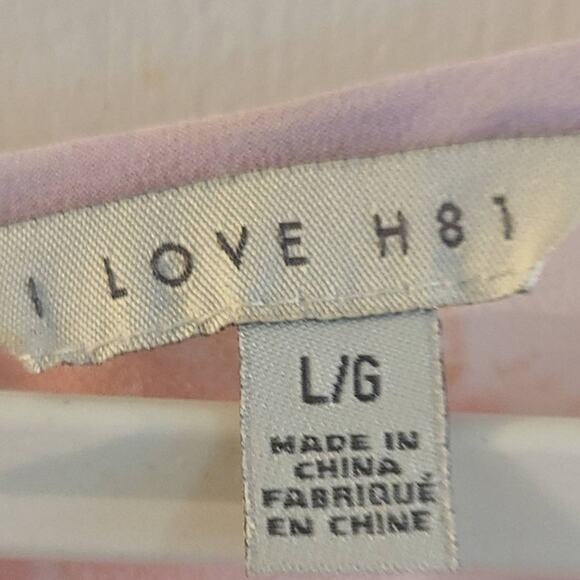 I LOVE H81
L/G
MADE IN
CHINA
FABRIQUÉ
EN CHINE